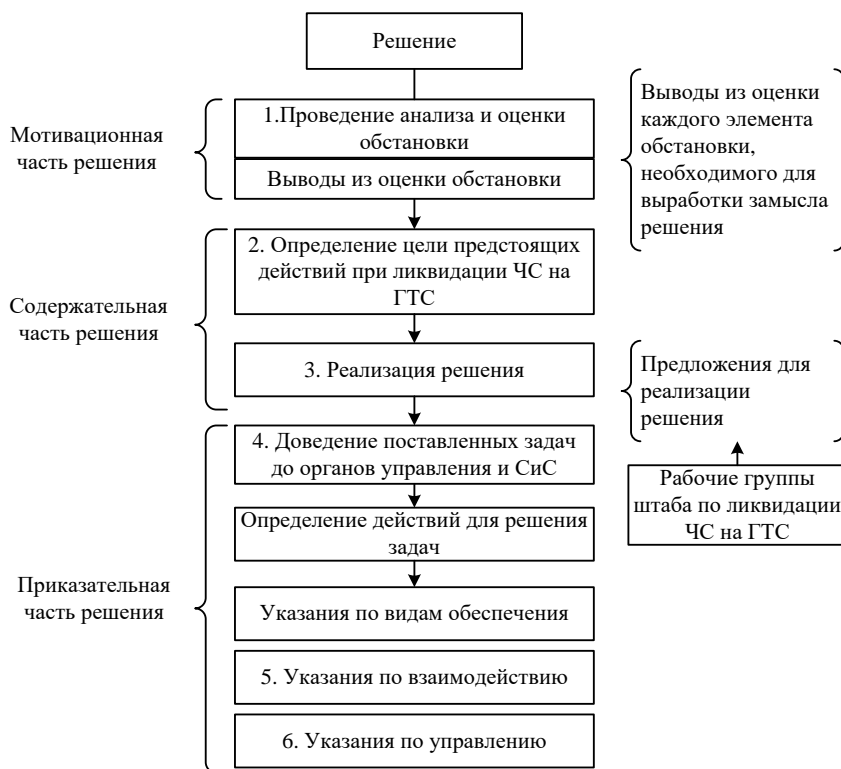 Решение
Мотивационная
часть решения
1.Проведение анализа и оценки
обстановки
Выводы из оценки обстановки
Выводы из оценки
каждого элемента
обстановки,
необходимого для
выработки замысла
решения
Содержательная
часть решения
2. Определение цели предстоящих
действий при ликвидации ЧС на
ГТС
3. Реализация решения
Предложения для
реализации
решения
Рабочие группы
штаба по ликвидации
ЧС на ГТС
Приказательная
часть решения
4. Доведение поставленных задач
до органов управления и СиС
Определение действий для решения
задач
Указания по видам обеспечения
5. Указания по взаимодействию
6. Указания по управлению